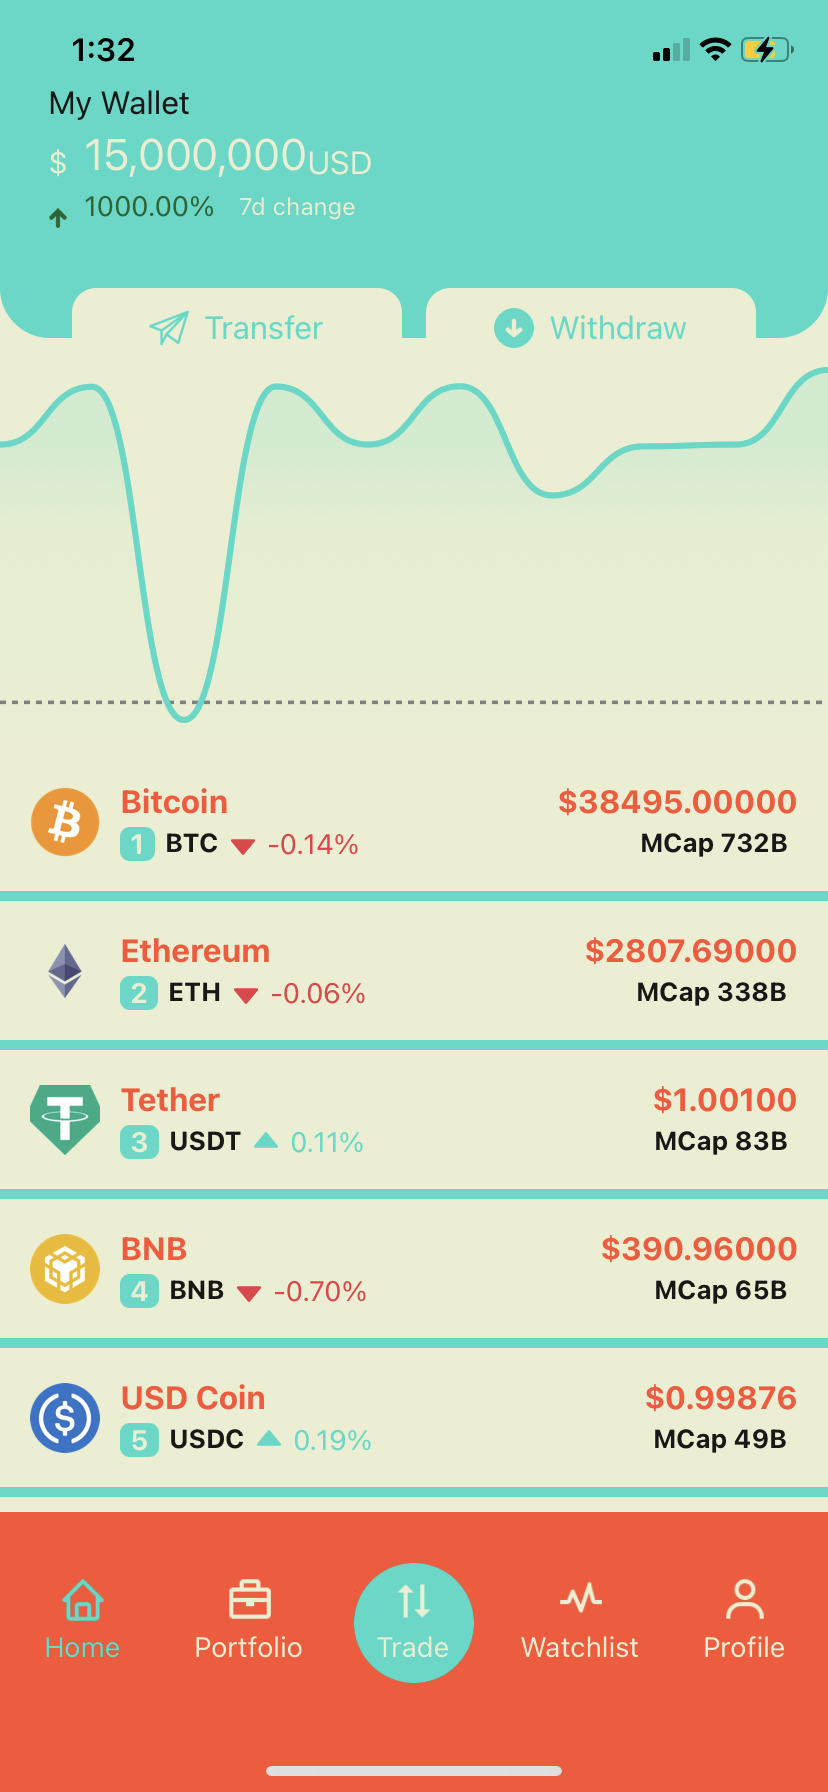 1:32
My Wallet
$ 15,000,000USD
1000.00% 7d change
Transfer Withdraw
Bitcoin $38495.00000
1 BTC -0.14% MCap 732B
Ethereum $2807.69000
2 ETH -0.06% MCap 338B
Tether $1.00100
3 USDT 0.11% MCap 83B
BNB $390.96000
4 BNB -0.70% MCap 65B
USD Coin $0.99876
5 USDC 0.19% MCap 49B
Home Portfolio Trade Watchlist Profile